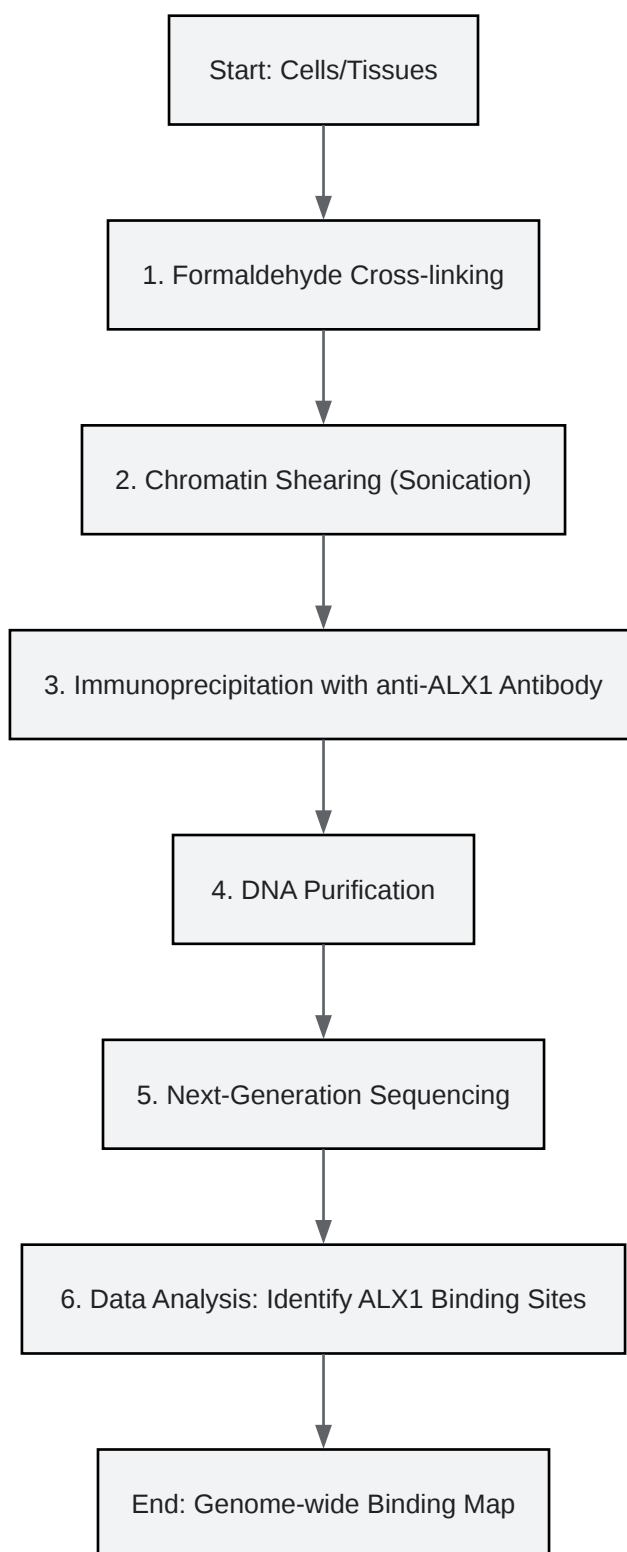 Start: Cells/Tissues
1. Formaldehyde Cross-linking
2. Chromatin Shearing (Sonication)
3. Immunoprecipitation with anti-ALX1 Antibody
4. DNA Purification
5. Next-Generation Sequencing
6. Data Analysis: Identify ALX1 Binding Sites
End: Genome-wide Binding Map